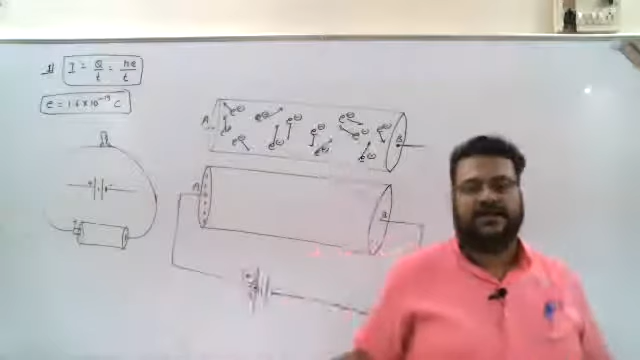 1) I = Q/t = ne/t
e = 1.6 × 10⁻¹⁹ C
A
B
e⊖ e⊖ e⊖ e⊖ e⊖ e⊖ e⊖ e⊖ e⊖ e⊖ e⊖
A
B